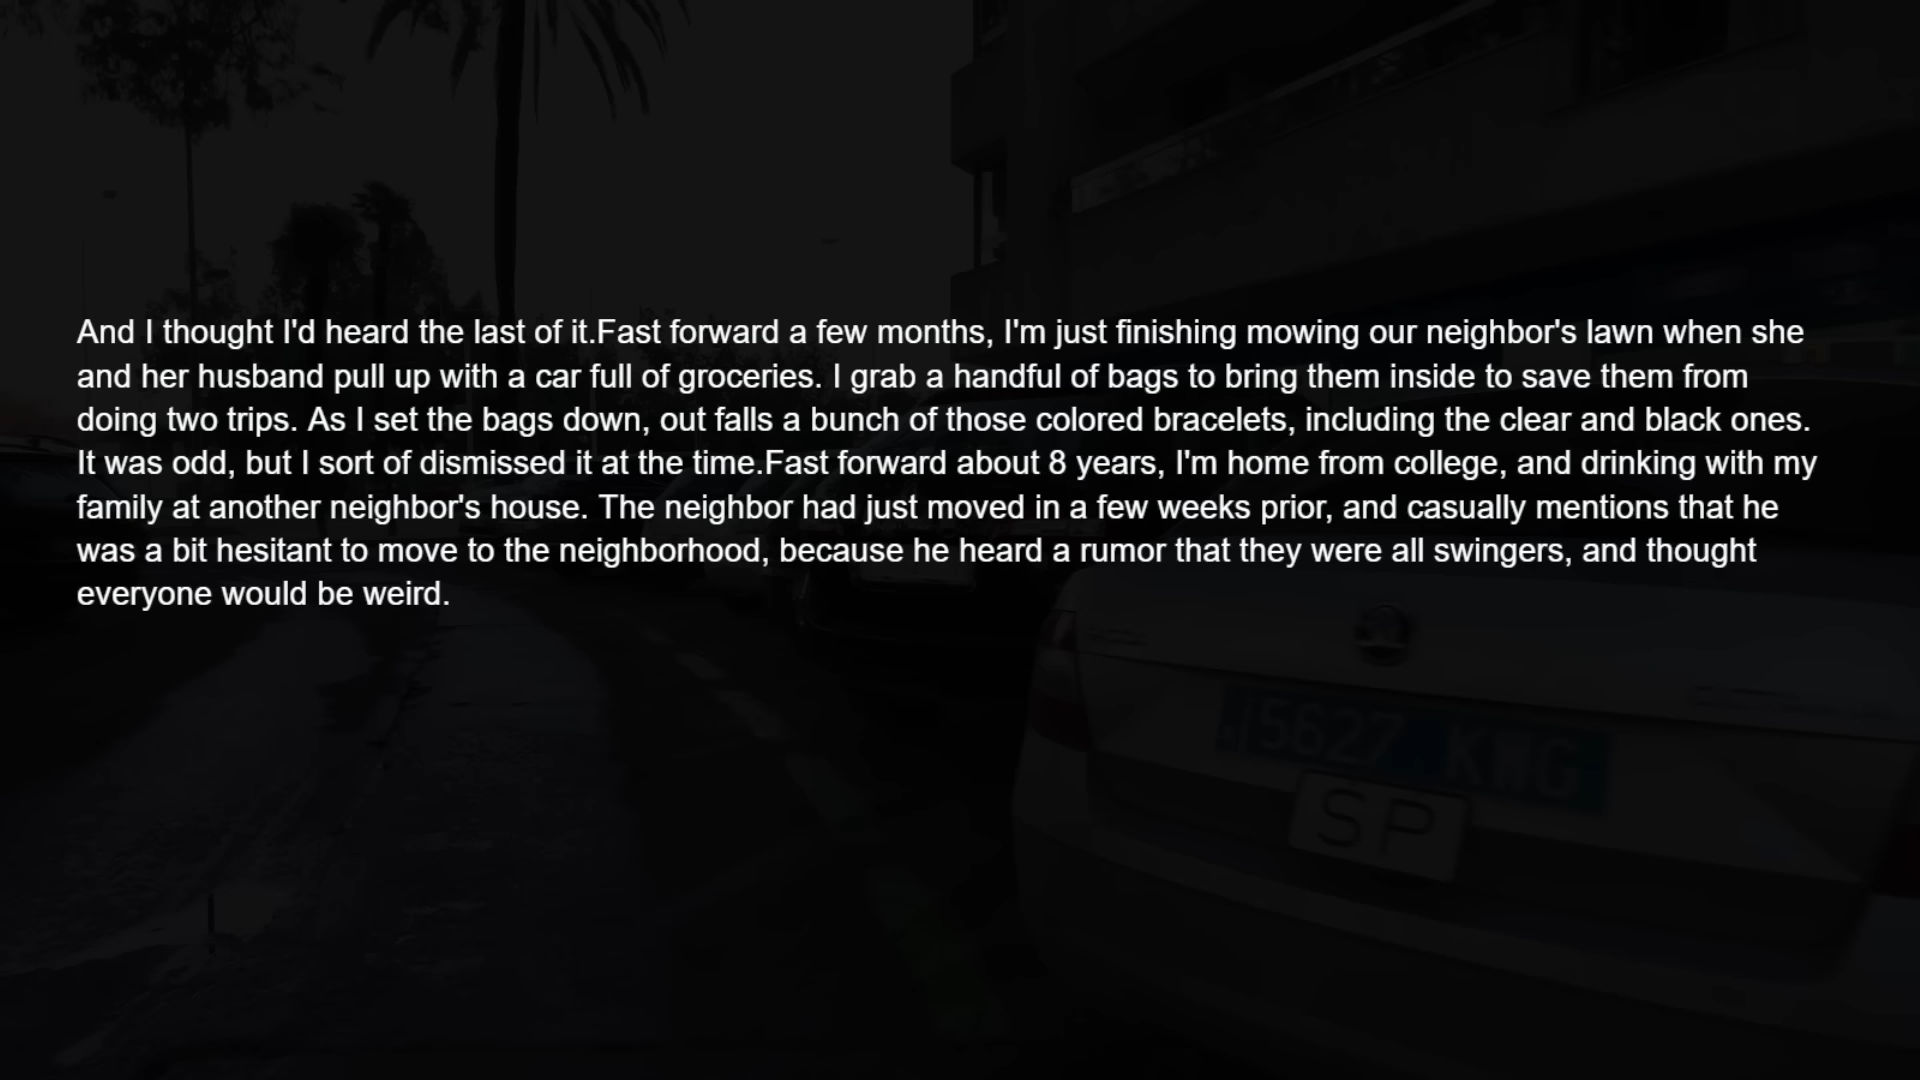 And I thought I'd heard the last of it.Fast forward a few months, I'm just finishing mowing our neighbor's lawn when she
and her husband pull up with a car full of groceries. I grab a handful of bags to bring them inside to save them from
doing two trips. As I set the bags down, out falls a bunch of those colored bracelets, including the clear and black ones.
It was odd, but I sort of dismissed it at the time.Fast forward about 8 years, I'm home from college, and drinking with my
family at another neighbor's house. The neighbor had just moved in a few weeks prior, and casually mentions that he
was a bit hesitant to move to the neighborhood, because he heard a rumor that they were all swingers, and thought
everyone would be weird.
5627 KWG
SP